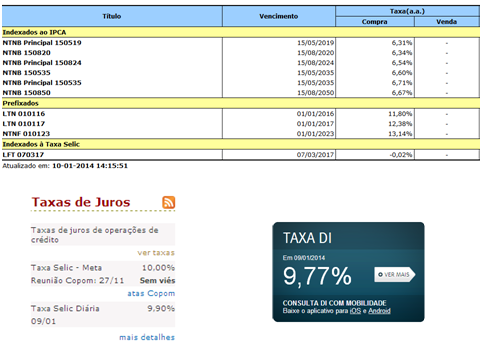 Título Vencimento Taxa(a.a.)
Compra Venda
Indexados ao IPCA
NTNB Principal 150519 15/05/2019 6,31% -
NTNB 150820 15/08/2020 6,34% -
NTNB Principal 150824 15/08/2024 6,54% -
NTNB 150535 15/05/2035 6,60% -
NTNB Principal 150535 15/05/2035 6,71% -
NTNB 150850 15/08/2050 6,67% -
Prefixados
LTN 010116 01/01/2016 11,80% -
LTN 010117 01/01/2017 12,38% -
NTNF 010123 01/01/2023 13,14% -
Indexados à Taxa Selic
LFT 070317 07/03/2017 -0,02% -
Atualizado em: 10-01-2014 14:15:51
Taxas de Juros
Taxas de juros de operações de
crédito
ver taxas
Taxa Selic - Meta 10,00%
Reunião Copom: 27/11 Sem viés
atas Copom
Taxa Selic Diária 9,90%
09/01
mais detalhes
TAXA DI
Em 09/01/2014
9,77%
VER MAIS
CONSULTA DI COM MOBILIDADE
Baixe o aplicativo para iOS e Android